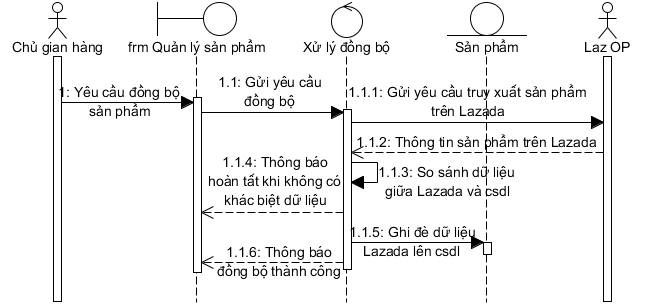 Chủ gian hàng
frm Quản lý sản phẩm
Xử lý đồng bộ
Sản phẩm
Laz OP
1: Yêu cầu đồng bộ
sản phẩm
1.1: Gửi yêu cầu
đồng bộ
1.1.1: Gửi yêu cầu truy xuất sản phẩm
trên Lazada
1.1.2: Thông tin sản phẩm trên Lazada
1.1.3: So sánh dữ liệu
giữa Lazada và csdl
1.1.4: Thông báo
hoàn tất khi không có
khác biệt dữ liệu
1.1.5: Ghi đè dữ liệu
Lazada lên csdl
1.1.6: Thông báo
đồng bộ thành công